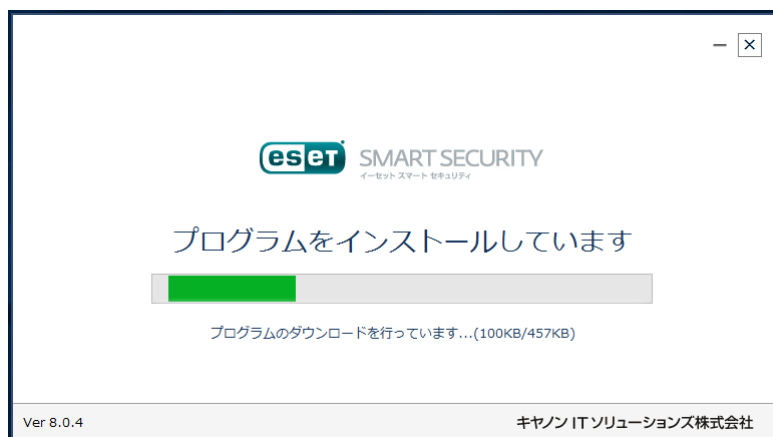 eseT SMART SECURITY
イーセット スマート セキュリティ
プログラムをインストールしています
プログラムのダウンロードを行っています...(100KB/457KB)
Ver 8.0.4
キヤノン ITソリューションズ株式会社